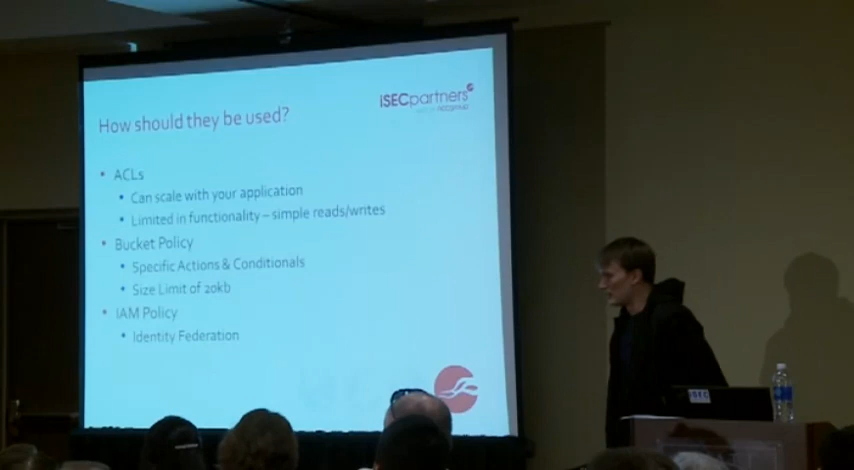 iSECpartners
How should they be used?
• ACLs
• Can scale with your application
• Limited in functionality – simple reads/writes
• Bucket Policy
• Specific Actions & Conditionals
• Size Limit of 20kb
• IAM Policy
• Identity Federation
iSEC